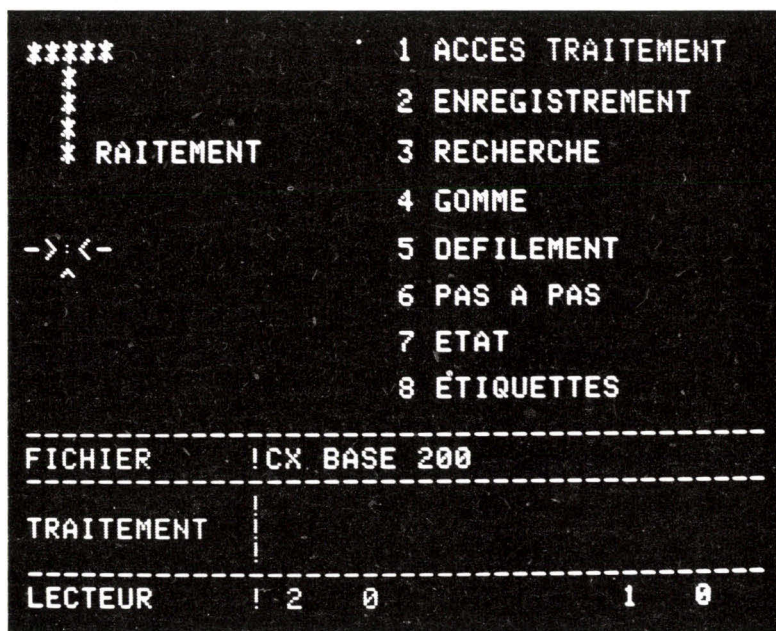 ***** 1 ACCES TRAITEMENT
*
* 2 ENREGISTREMENT
*
* RAITEMENT 3 RECHERCHE
4 GOMME
->:<- 5 DEFILEMENT
^
6 PAS A PAS
7 ETAT
8 ETIQUETTES
--------------------------------
FICHIER !CX BASE 200
--------------------------------
!
TRAITEMENT !
!
--------------------------------
LECTEUR ! 2 0 1 0